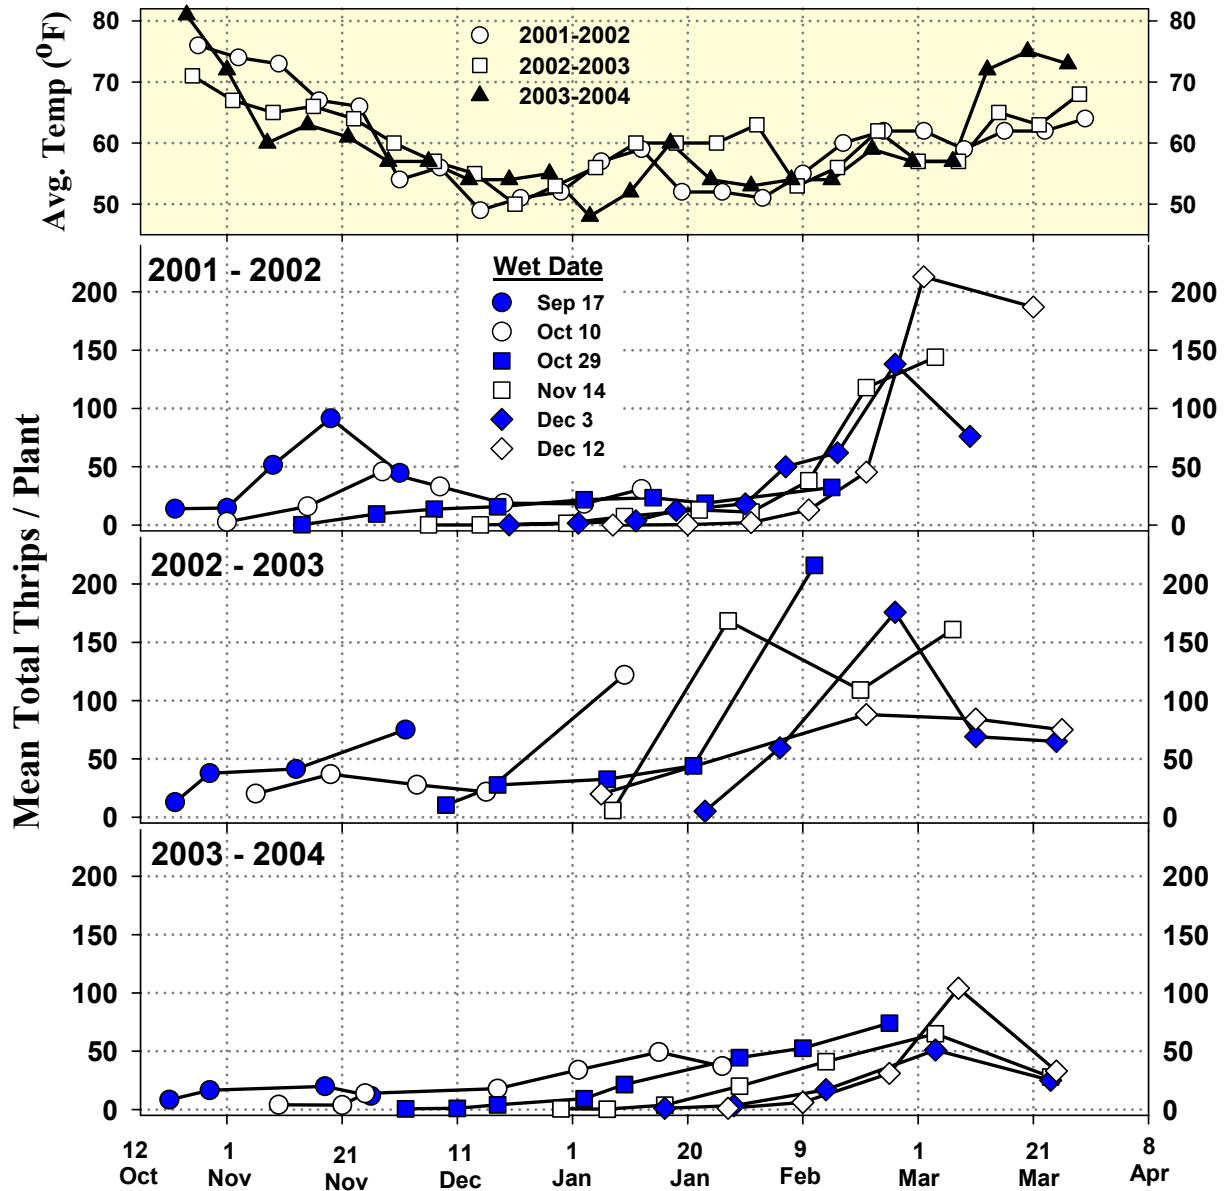 Avg. Temp (⁰F)
80
70
60
50
2001-2002
2002-2003
2003-2004
80
70
60
50
Mean Total Thrips / Plant
2001 - 2002
Wet Date
Sep 17
Oct 10
Oct 29
Nov 14
Dec 3
Dec 12
200
150
100
50
0
200
150
100
50
0
2002 - 2003
200
150
100
50
0
200
150
100
50
0
2003 - 2004
200
150
100
50
0
200
150
100
50
0
12 1 21 11 1 20 9 1 21 8
Oct Nov Nov Dec Jan Jan Feb Mar Mar Apr